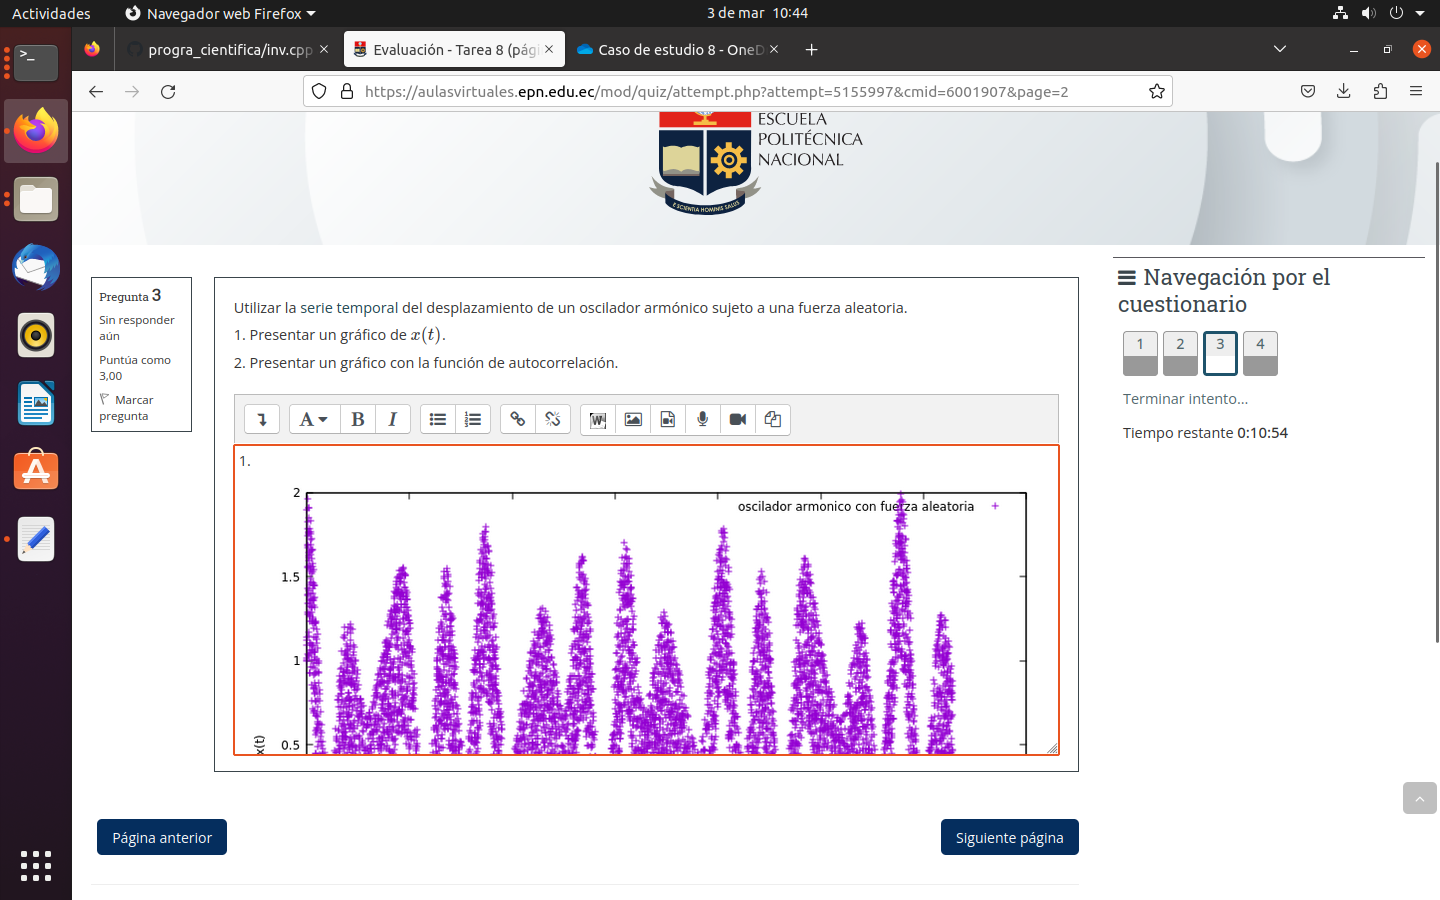 Actividades
Navegador web Firefox
3 de mar 10:44
progra_cientifica/inv.cpp
Evaluación - Tarea 8 (pág
Caso de estudio 8 - OneD
https://aulasvirtuales.epn.edu.ec/mod/quiz/attempt.php?attempt=5155997&cmid=6001907&page=2
ESCUELA
POLITÉCNICA
NACIONAL
E SCIENTIA HOMINIS SALUS
Pregunta 3
Sin responder
aún
Puntúa como
3,00
Marcar
pregunta
Utilizar la serie temporal del desplazamiento de un oscilador armónico sujeto a una fuerza aleatoria.
1. Presentar un gráfico de x(t).
2. Presentar un gráfico con la función de autocorrelación.
A B I
W
1.
2
oscilador armonico con fuerza aleatoria
1.5
1
0.5
x(t)
Página anterior
Siguiente página
Navegación por el
cuestionario
1 2 3 4
Terminar intento...
Tiempo restante 0:10:54